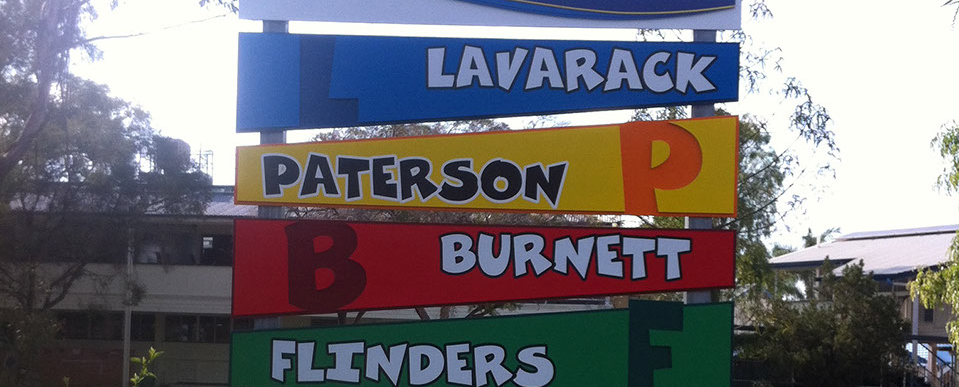 L LAVARACK
PATERSON P
B BURNETT
FLINDERS F